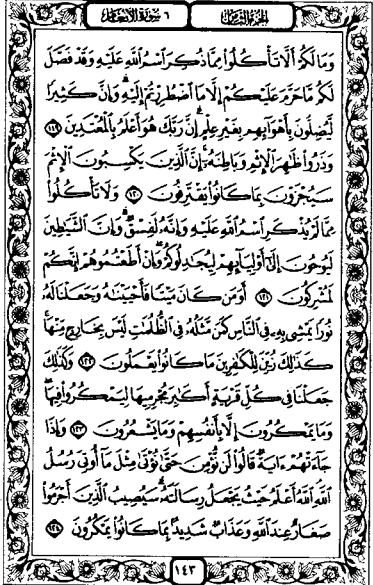 الجزء الثامن ٦ سورة الأنعام
وَمَا لَكُمْ أَلَّا تَأْكُلُوا۟ مِمَّا ذُكِرَ ٱسْمُ ٱللَّهِ عَلَيْهِ وَقَدْ فَصَّلَ
لَكُم مَّا حَرَّمَ عَلَيْكُمْ إِلَّا مَا ٱضْطُرِرْتُمْ إِلَيْهِ ۗ وَإِنَّ كَثِيرًا
لَّيُضِلُّونَ بِأَهْوَآئِهِم بِغَيْرِ عِلْمٍ ۗ إِنَّ رَبَّكَ هُوَ أَعْلَمُ بِٱلْمُعْتَدِينَ ١١٩
وَذَرُوا۟ ظَٰهِرَ ٱلْإِثْمِ وَبَاطِنَهُۥٓ ۚ إِنَّ ٱلَّذِينَ يَكْسِبُونَ ٱلْإِثْمَ
سَيُجْزَوْنَ بِمَا كَانُوا۟ يَقْتَرِفُونَ ١٢٠ وَلَا تَأْكُلُوا۟
مِمَّا لَمْ يُذْكَرِ ٱسْمُ ٱللَّهِ عَلَيْهِ وَإِنَّهُۥ لَفِسْقٌ ۗ وَإِنَّ ٱلشَّيَٰطِينَ
لَيُوحُونَ إِلَىٰٓ أَوْلِيَآئِهِمْ لِيُجَٰدِلُوكُمْ ۖ وَإِنْ أَطَعْتُمُوهُمْ إِنَّكُمْ
لَمُشْرِكُونَ ١٢١ أَوَمَن كَانَ مَيْتًا فَأَحْيَيْنَٰهُ وَجَعَلْنَا لَهُۥ
نُورًا يَمْشِى بِهِۦ فِى ٱلنَّاسِ كَمَن مَّثَلُهُۥ فِى ٱلظُّلُمَٰتِ لَيْسَ بِخَارِجٍ مِّنْهَا ۚ
كَذَٰلِكَ زُيِّنَ لِلْكَٰفِرِينَ مَا كَانُوا۟ يَعْمَلُونَ ١٢٢ وَكَذَٰلِكَ
جَعَلْنَا فِى كُلِّ قَرْيَةٍ أَكَٰبِرَ مُجْرِمِيهَا لِيَمْكُرُوا۟ فِيهَا ۖ
وَمَا يَمْكُرُونَ إِلَّا بِأَنفُسِهِمْ وَمَا يَشْعُرُونَ ١٢٣ وَإِذَا
جَآءَتْهُمْ ءَايَةٌ قَالُوا۟ لَن نُّؤْمِنَ حَتَّىٰ نُؤْتَىٰ مِثْلَ مَآ أُوتِىَ رُسُلُ
ٱللَّهِ ۘ ٱللَّهُ أَعْلَمُ حَيْثُ يَجْعَلُ رِسَالَتَهُۥ ۗ سَيُصِيبُ ٱلَّذِينَ أَجْرَمُوا۟
صَغَارٌ عِندَ ٱللَّهِ وَعَذَابٌ شَدِيدٌۢ بِمَا كَانُوا۟ يَمْكُرُونَ ١٢٤
١٤٣